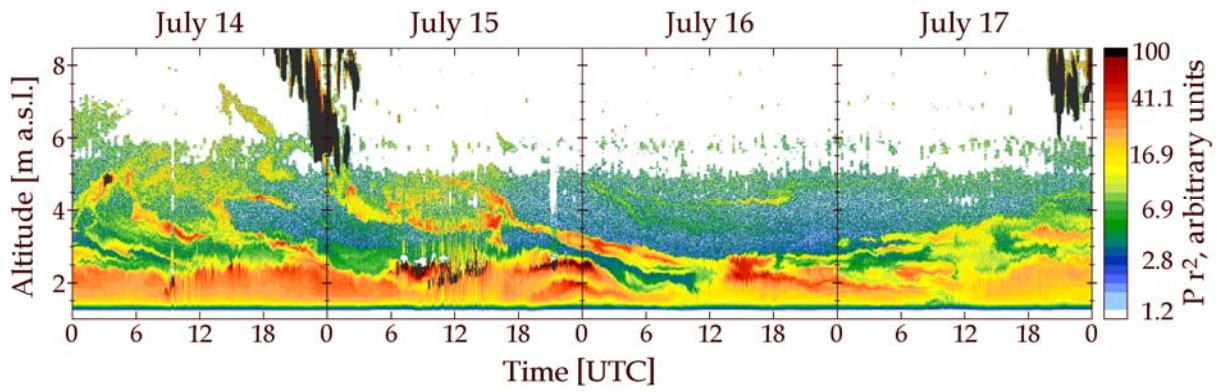 July 14 July 15 July 16 July 17
Altitude [m a.s.l.]
8
6
4
2
0 6 12 18 0 6 12 18 0 6 12 18 0 6 12 18 0
Time [UTC]
100
41.1
16.9
6.9
2.8
1.2
P r², arbitrary units